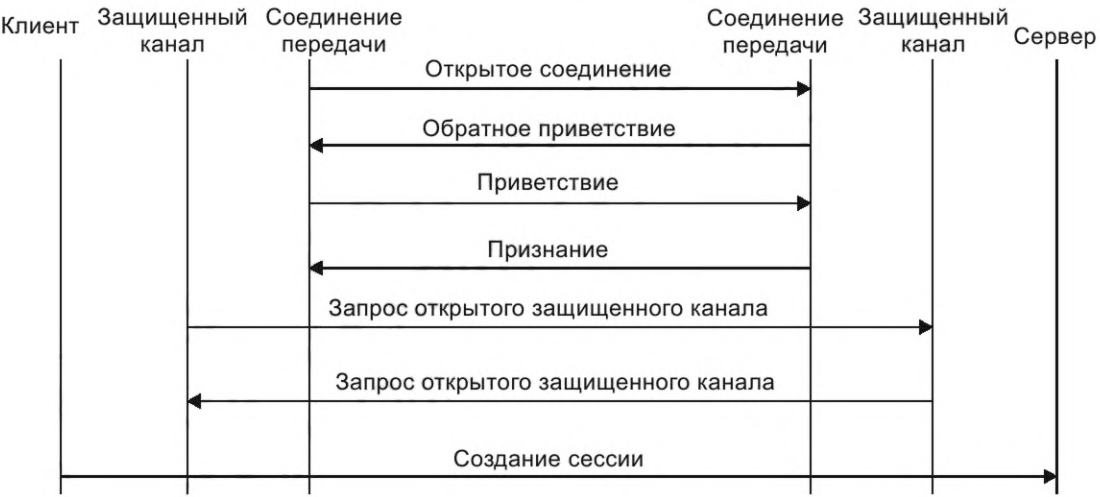 Клиент
Защищенный
канал
Соединение
передачи
Соединение
передачи
Защищенный
канал
Сервер
Открытое соединение
Обратное приветствие
Приветствие
Признание
Запрос открытого защищенного канала
Запрос открытого защищенного канала
Создание сессии